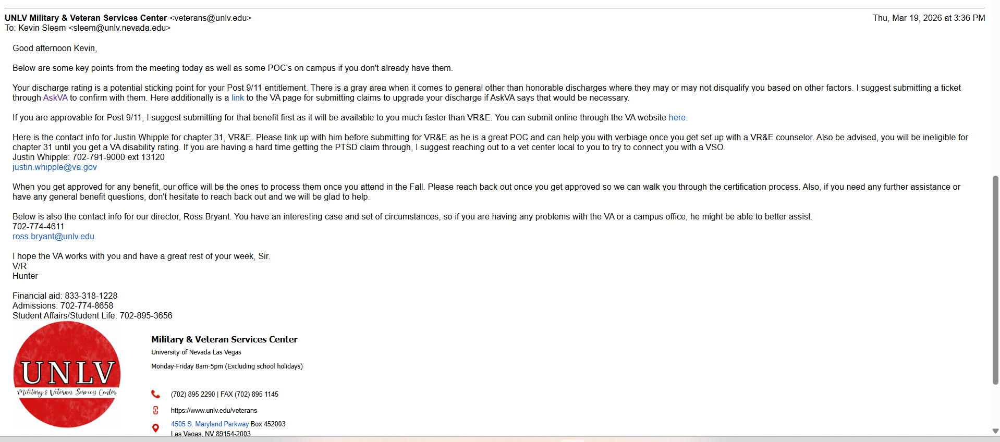 UNLV Military & Veteran Services Center <veterans@unlv.edu>
Thu, Mar 19, 2026 at 3:36 PM
To: Kevin Sleem <sleem@unlv.nevada.edu>
Good afternoon Kevin,
Below are some key points from the meeting today as well as some POC's on campus if you don't already have them.
Your discharge rating is a potential sticking point for your Post 9/11 entitlement. There is a gray area when it comes to general other than honorable discharges where they may or may not disqualify you based on other factors. I suggest submitting a ticket
through AskVA to confirm with them. Here additionally is a link to the VA page for submitting claims to upgrade your discharge if AskVA says that would be necessary.
If you are approvable for Post 9/11, I suggest submitting for that benefit first as it will be available to you much faster than VR&E. You can submit online through the VA website here.
Here is the contact info for Justin Whipple for chapter 31, VR&E. Please link up with him before submitting for VR&E as he is a great POC and can help you with verbiage once you get set up with a VR&E counselor. Also be advised, you will be ineligible for
chapter 31 until you get a VA disability rating. If you are having a hard time getting the PTSD claim through, I suggest reaching out to a vet center local to you to try to connect you with a VSO.
Justin Whipple: 702-791-9000 ext 13120
justin.whipple@va.gov
When you get approved for any benefit, our office will be the ones to process them once you attend in the Fall. Please reach back out once you get approved so we can walk you through the certification process. Also, if you need any further assistance or
have any general benefit questions, don't hesitate to reach back out and we will be glad to help.
Below is also the contact info for our director, Ross Bryant. You have an interesting case and set of circumstances, so if you are having any problems with the VA or a campus office, he might be able to better assist.
702-774-4611
ross.bryant@unlv.edu
I hope the VA works with you and have a great rest of your week, Sir.
V/R
Hunter
Financial aid: 833-318-1228
Admissions: 702-774-8658
Student Affairs/Student Life: 702-895-3656
UNLV
Military & Veteran Services Center
Military & Veteran Services Center
University of Nevada Las Vegas
Monday-Friday 8am-5pm (Excluding school holidays)
(702) 895 2290 | FAX (702) 895 1145
https://www.unlv.edu/veterans
4505 S. Maryland Parkway Box 452003
Las Vegas, NV 89154-2003